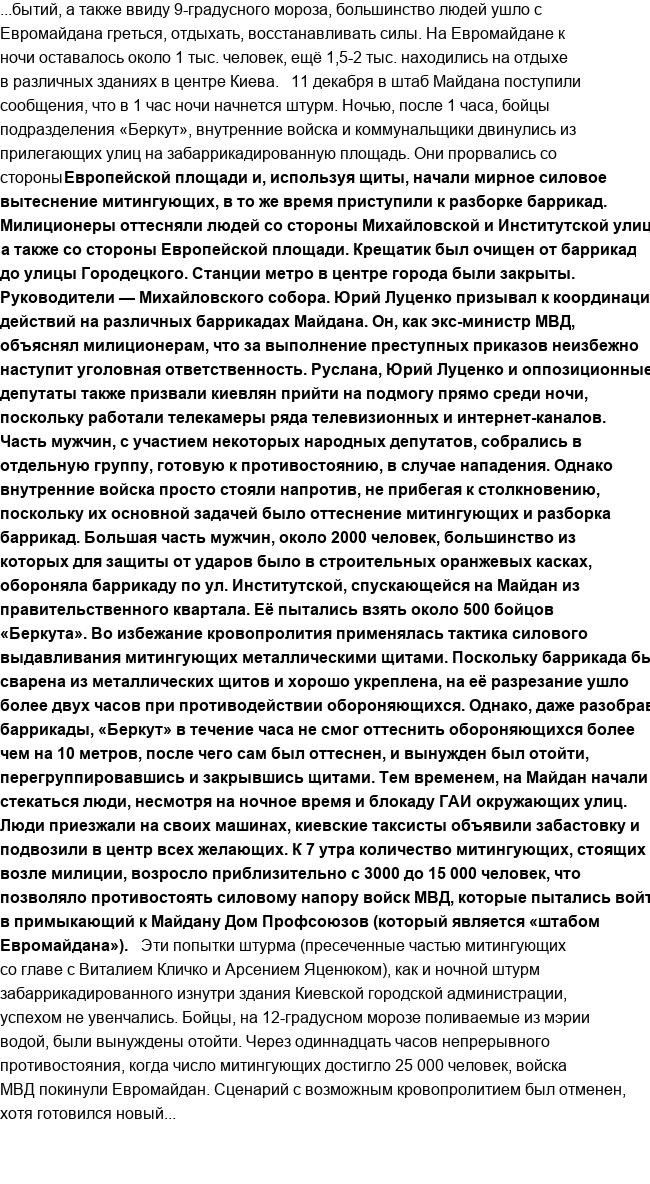 ...бытий, а также ввиду 9-градусного мороза, большинство людей ушло с
Евромайдана греться, отдыхать, восстанавливать силы. На Евромайдане к
ночи оставалось около 1 тыс. человек, ещё 1,5-2 тыс. находились на отдыхе
в различных зданиях в центре Киева.   11 декабря в штаб Майдана поступили
сообщения, что в 1 час ночи начнется штурм. Ночью, после 1 часа, бойцы
подразделения «Беркут», внутренние войска и коммунальщики двинулись из
прилегающих улиц на забаррикадированную площадь. Они прорвались со
стороныЕвропейской площади и, используя щиты, начали мирное силовое
вытеснение митингующих, в то же время приступили к разборке баррикад.
Милиционеры оттесняли людей со стороны Михайловской и Институтской улиц
а также со стороны Европейской площади. Крещатик был очищен от баррикад
до улицы Городецкого. Станции метро в центре города были закрыты.
Руководители — Михайловского собора. Юрий Луценко призывал к координаци
действий на различных баррикадах Майдана. Он, как экс-министр МВД,
объяснял милиционерам, что за выполнение преступных приказов неизбежно
наступит уголовная ответственность. Руслана, Юрий Луценко и оппозиционные
депутаты также призвали киевлян прийти на подмогу прямо среди ночи,
поскольку работали телекамеры ряда телевизионных и интернет-каналов.
Часть мужчин, с участием некоторых народных депутатов, собрались в
отдельную группу, готовую к противостоянию, в случае нападения. Однако
внутренние войска просто стояли напротив, не прибегая к столкновению,
поскольку их основной задачей было оттеснение митингующих и разборка
баррикад. Большая часть мужчин, около 2000 человек, большинство из
которых для защиты от ударов было в строительных оранжевых касках,
обороняла баррикаду по ул. Институтской, спускающейся на Майдан из
правительственного квартала. Её пытались взять около 500 бойцов
«Беркута». Во избежание кровопролития применялась тактика силового
выдавливания митингующих металлическими щитами. Поскольку баррикада бы
сварена из металлических щитов и хорошо укреплена, на её разрезание ушло
более двух часов при противодействии обороняющихся. Однако, даже разобрав
баррикады, «Беркут» в течение часа не смог оттеснить обороняющихся более
чем на 10 метров, после чего сам был оттеснен, и вынужден был отойти,
перегруппировавшись и закрывшись щитами. Тем временем, на Майдан начали
стекаться люди, несмотря на ночное время и блокаду ГАИ окружающих улиц.
Люди приезжали на своих машинах, киевские таксисты объявили забастовку и
подвозили в центр всех желающих. К 7 утра количество митингующих, стоящих
возле милиции, возросло приблизительно с 3000 до 15 000 человек, что
позволяло противостоять силовому напору войск МВД, которые пытались войт
в примыкающий к Майдану Дом Профсоюзов (который является «штабом
Евромайдана»).   Эти попытки штурма (пресеченные частью митингующих
со главе с Виталием Кличко и Арсением Яценюком), как и ночной штурм
забаррикадированного изнутри здания Киевской городской администрации,
успехом не увенчались. Бойцы, на 12-градусном морозе поливаемые из мэрии
водой, были вынуждены отойти. Через одиннадцать часов непрерывного
противостояния, когда число митингующих достигло 25 000 человек, войска
МВД покинули Евромайдан. Сценарий с возможным кровопролитием был отменен,
хотя готовился новый...